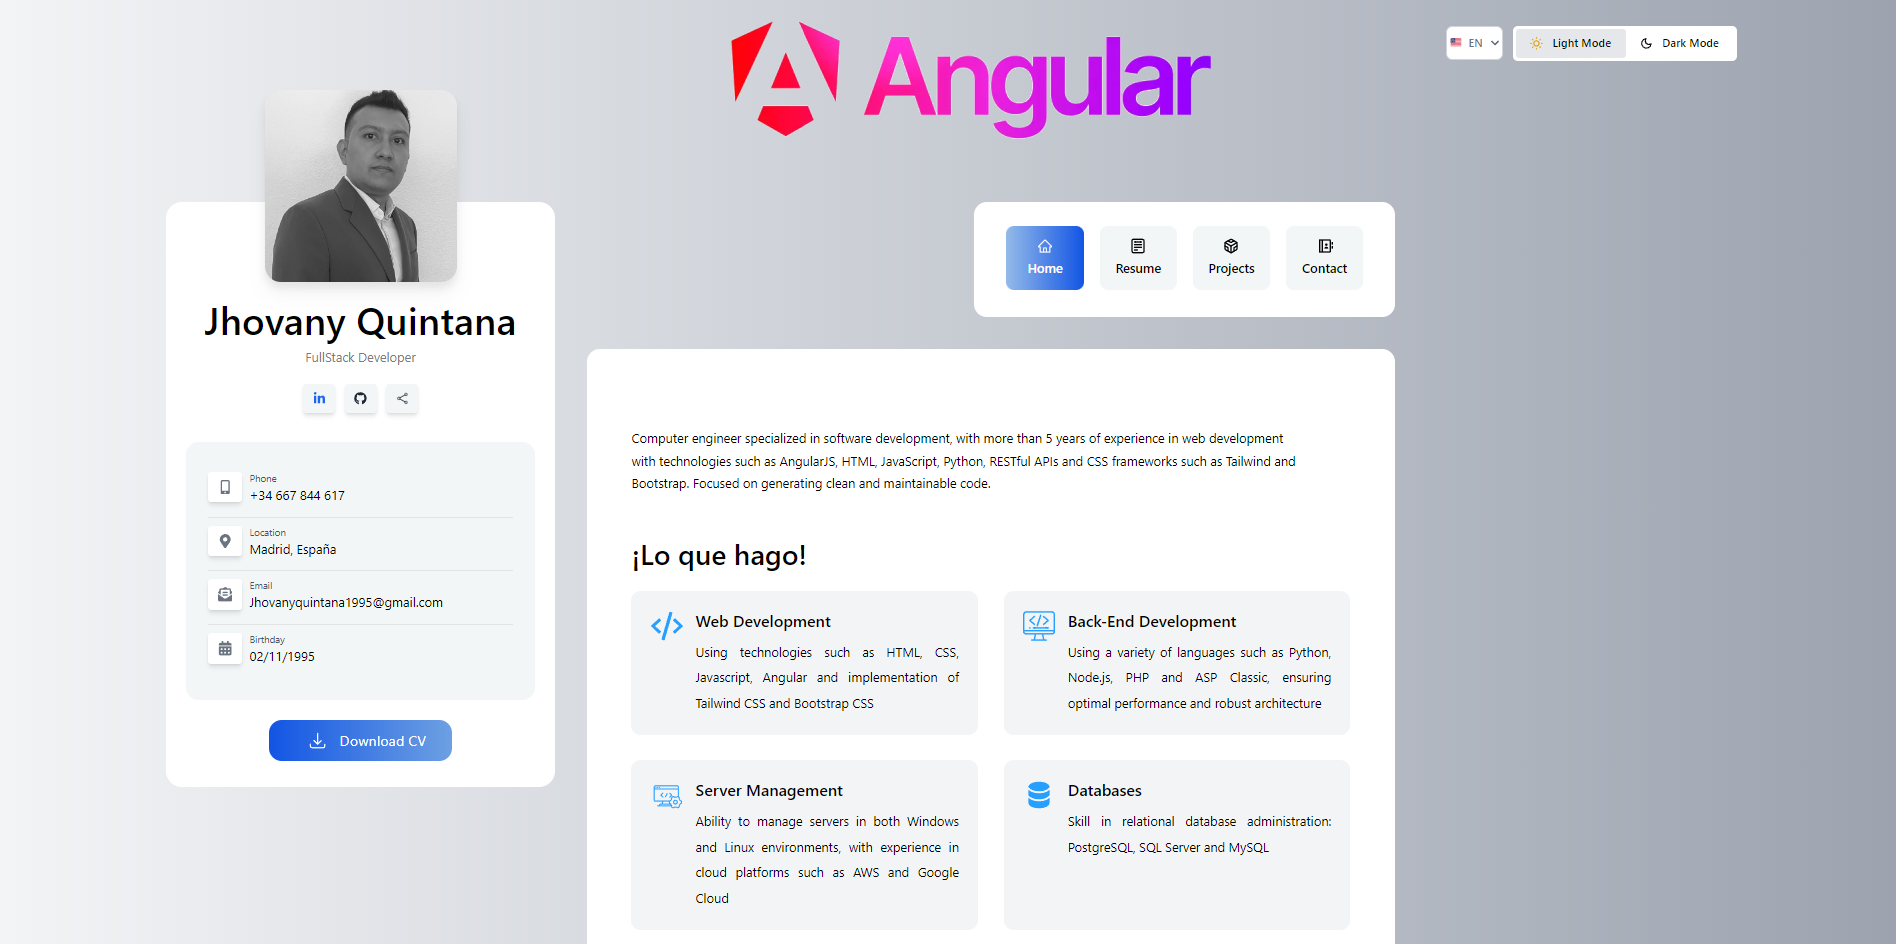 Angular
EN
Light Mode
Dark Mode
Home
Resume
Projects
Contact
Jhovany Quintana
FullStack Developer
in
Phone
+34 667 844 617
Location
Madrid, España
Email
Jhovanyquintana1995@gmail.com
Birthday
02/11/1995
Download CV
Computer engineer specialized in software development, with more than 5 years of experience in web development
with technologies such as AngularJS, HTML, JavaScript, Python, RESTful APIs and CSS frameworks such as Tailwind and
Bootstrap. Focused on generating clean and maintainable code.
¡Lo que hago!
Web Development
Using technologies such as HTML, CSS,
Javascript, Angular and implementation of
Tailwind CSS and Bootstrap CSS
Back-End Development
Using a variety of languages such as Python,
Node.js, PHP and ASP Classic, ensuring
optimal performance and robust architecture
Server Management
Ability to manage servers in both Windows
and Linux environments, with experience in
cloud platforms such as AWS and Google
Cloud
Databases
Skill in relational database administration:
PostgreSQL, SQL Server and MySQL